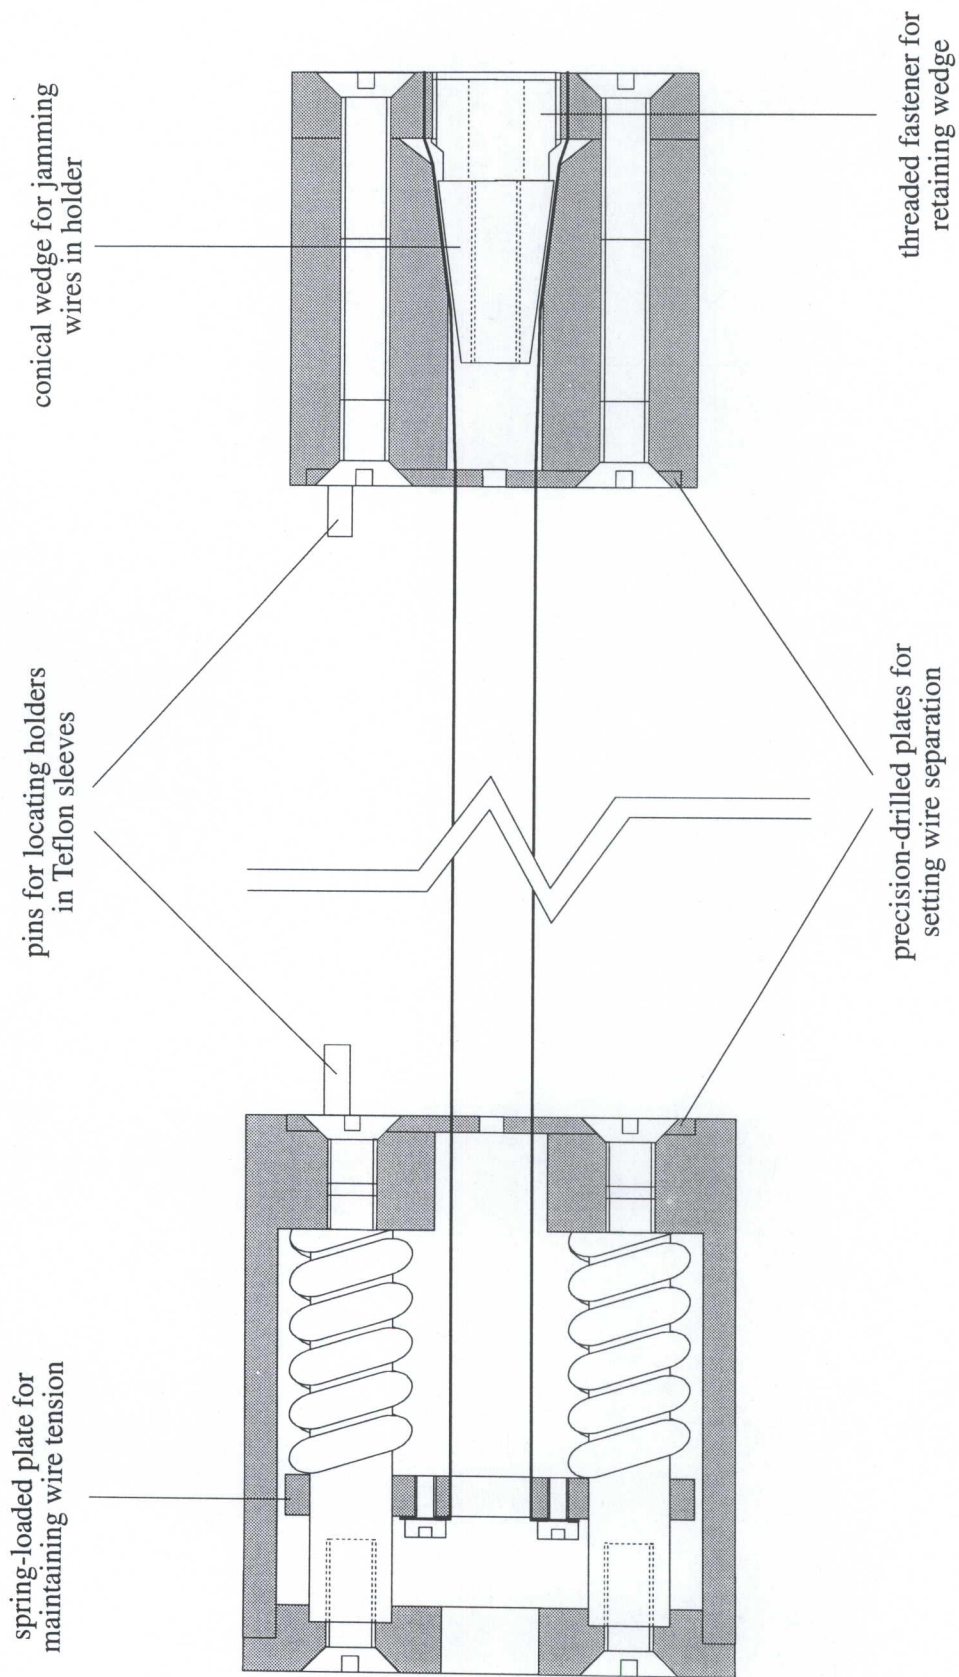 spring-loaded plate for
maintaining wire tension
pins for locating holders
in Teflon sleeves
conical wedge for jamming
wires in holder
precision-drilled plates for
setting wire separation
threaded fastener for
retaining wedge